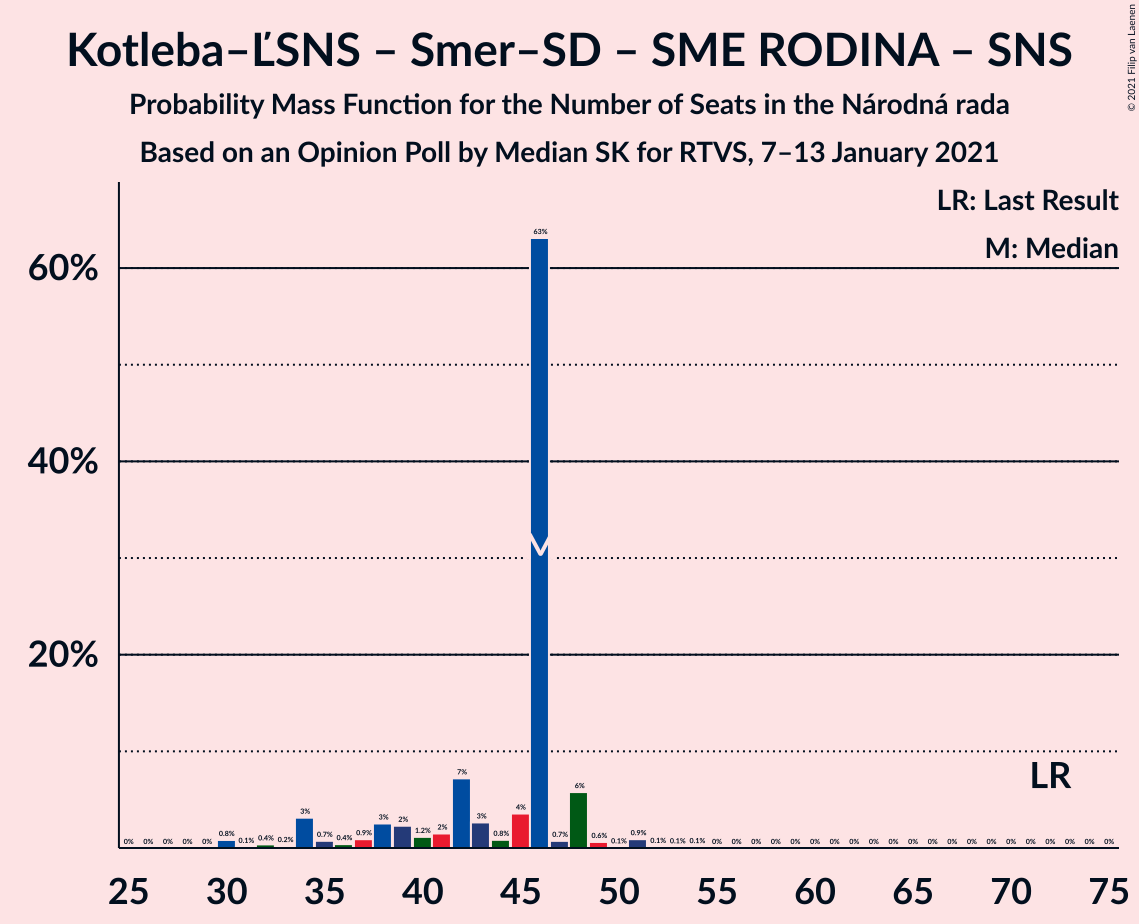 Kotleba–ĽSNS – Smer–SD – SME RODINA – SNS
Probability Mass Function for the Number of Seats in the Národná rada
Based on an Opinion Poll by Median SK for RTVS, 7–13 January 2021
© 2021 Filip van Laenen
LR: Last Result
M: Median
60%
40%
20%
63%
LR
0% 0% 0% 0% 0% 0.8% 0.1% 0.4% 0.2% 3% 0.7% 0.4% 0.9% 3% 2% 1.2% 2% 7% 3% 0.8% 4% 0.7% 6% 0.6% 0.1% 0.9% 0.1% 0.1% 0.1% 0% 0% 0% 0% 0% 0% 0% 0% 0% 0% 0% 0% 0% 0% 0% 0% 0% 0% 0% 0% 0%
25 30 35 40 45 50 55 60 65 70 75